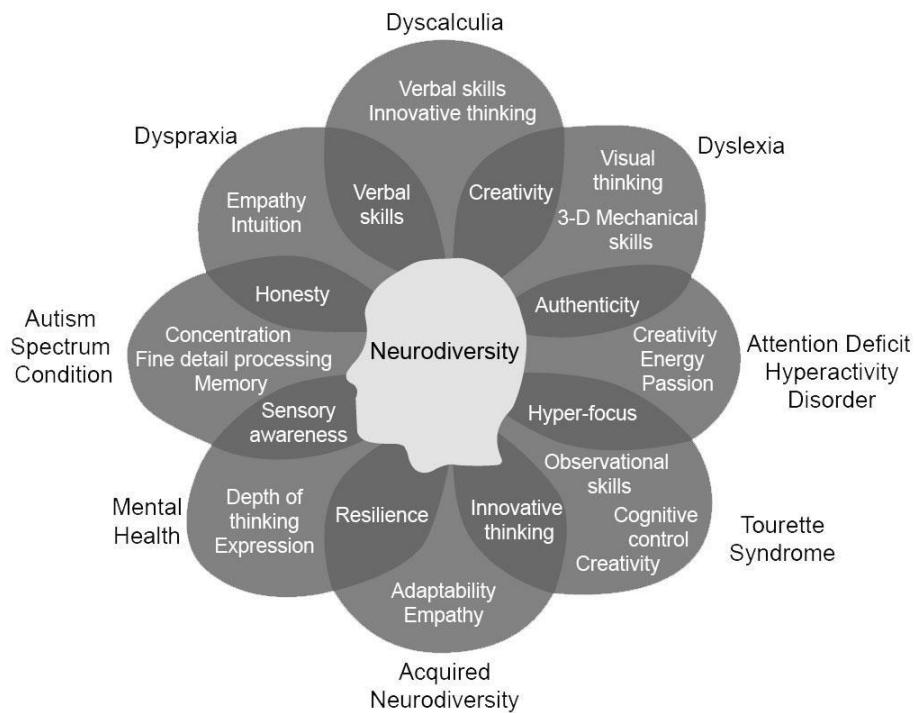 Dyscalculia
Verbal skills
Innovative thinking
Dyspraxia
Dyslexia
Visual
thinking
Empathy
Intuition
Verbal
skills
Creativity
3-D Mechanical
skills
Honesty
Authenticity
Autism
Spectrum
Condition
Concentration
Fine detail processing
Memory
Neurodiversity
Creativity
Energy
Passion
Attention Deficit
Hyperactivity
Disorder
Sensory
awareness
Hyper-focus
Mental
Health
Depth of
thinking
Expression
Resilience
Innovative
thinking
Observational
skills
Cognitive
control
Creativity
Tourette
Syndrome
Adaptability
Empathy
Acquired
Neurodiversity